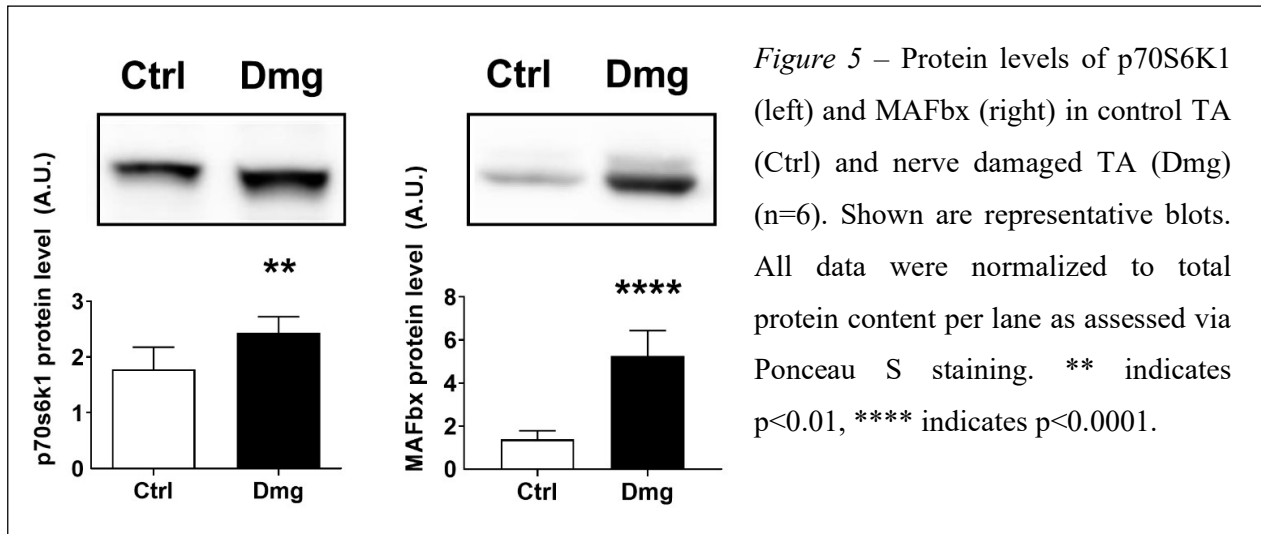 Ctrl Dmg
p70s6k1 protein level (A.U.)
**
3
2
1
0
Ctrl Dmg
Ctrl Dmg
MAFbx protein level (A.U.)
****
8
6
4
2
0
Ctrl Dmg
Figure 5 – Protein levels of p70S6K1
(left) and MAFbx (right) in control TA
(Ctrl) and nerve damaged TA (Dmg)
(n=6). Shown are representative blots.
All data were normalized to total
protein content per lane as assessed via
Ponceau S staining. ** indicates
p<0.01, **** indicates p<0.0001.